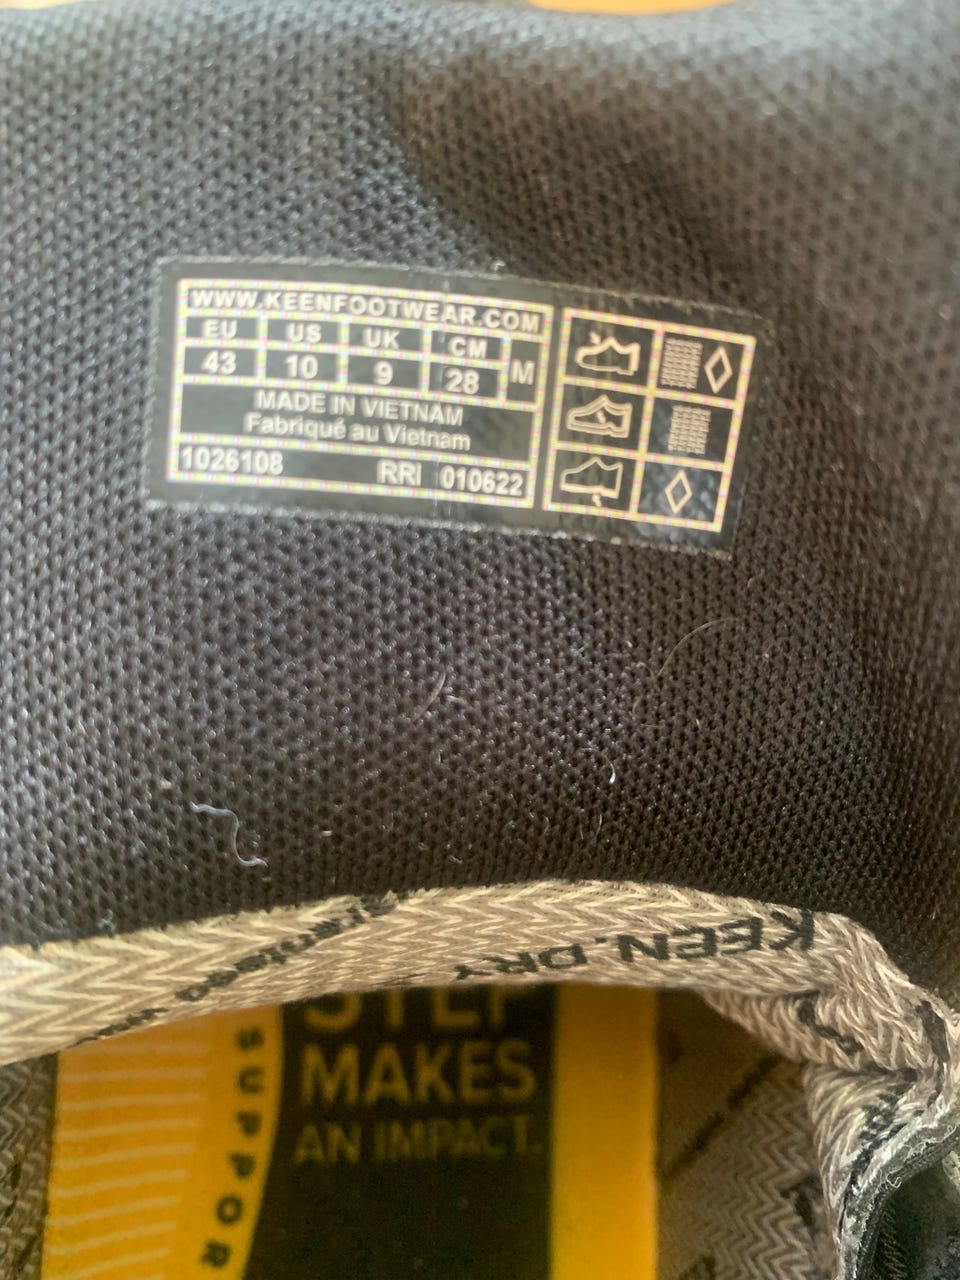 WWW.KEENFOOTWEAR.COM
EU US UK CM M
43 10 9 28
MADE IN VIETNAM
Fabriqué au Vietnam
1026108 RRI 010622
KEEN.DRY
STEP
MAKES
AN IMPACT.
SUPPOR